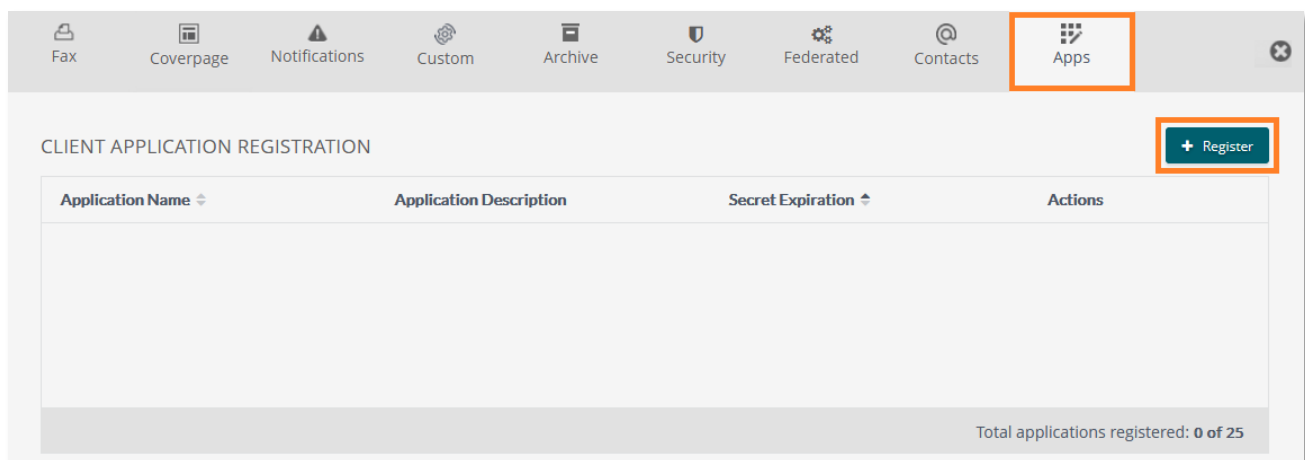 Fax Coverpage Notifications Custom Archive Security Federated Contacts Apps
CLIENT APPLICATION REGISTRATION
+ Register
Application Name Application Description Secret Expiration Actions
Total applications registered: 0 of 25